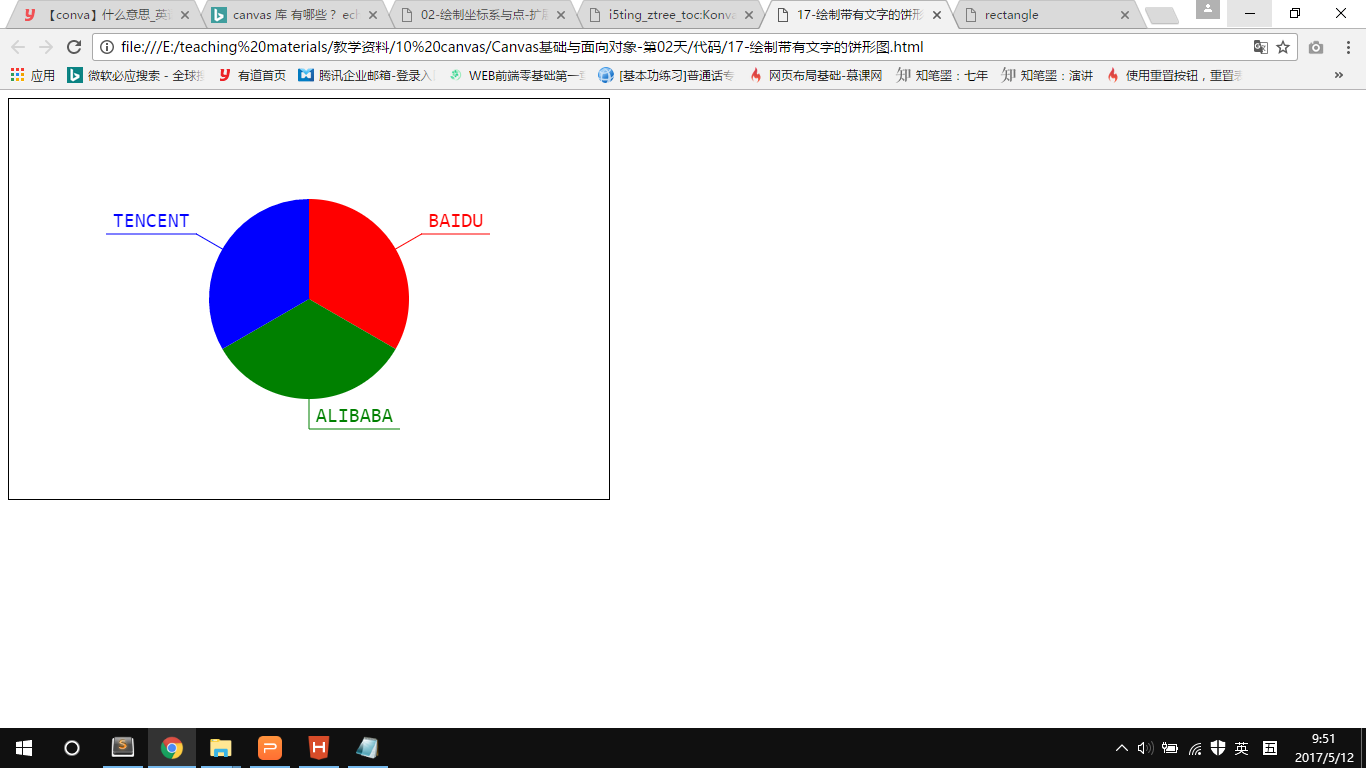 【conva】什么意思_英
canvas 库 有哪些？ ech
02-绘制坐标系与点-扩展
i5ting_ztree_toc:Konva
17-绘制带有文字的饼形
rectangle
file:///E:/teaching%20materials/教学资料/10%20canvas/Canvas基础与面向对象-第02天/代码/17-绘制带有文字的饼形图.html
应用 微软必应搜索 - 全球搜 有道首页 腾讯企业邮箱-登录入 WEB前端零基础第一 [基本功练习]普通话专 网页布局基础-慕课网 知笔墨：七年 知笔墨：演讲 使用重置按钮，重置表 »
TENCENT
BAIDU
ALIBABA
英
五
9:51
2017/5/12